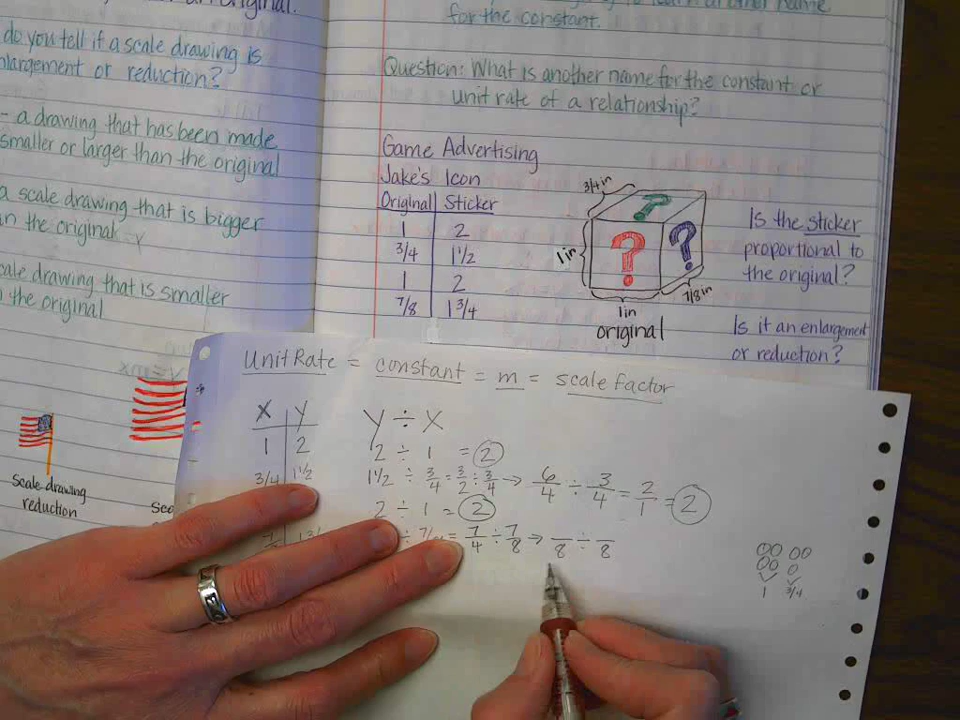 an original.
do you tell if a scale drawing is
enlargement or reduction?
- a drawing that has been made
smaller or larger than the original
a scale drawing that is bigger
than the original
scale drawing that is smaller
the original
scale drawing
reduction
name
for the constant.
Question: What is another name for the constant or
unit rate of a relationship?
Game Advertising
Jake's Icon
Original Sticker
1 2
3/4 1 1/2
1 2
7/8 1 3/4
3/4 in
1 in
1 in
7/8 in
? ? ?
original
Is the sticker
proportional to
the original?
Is it an enlargement
or reduction?
Unit Rate = constant = m = scale factor
X Y Y ÷ X
1 2 2 ÷ 1 = 2
3/4 1 1/2 1 1/2 ÷ 3/4 = 3/2 ÷ 3/4 → 6/4 ÷ 3/4 = 2/1 = 2
2 ÷ 1 = 2
÷ = 7/4 ÷ 7/8 → /8 ÷ /8
1 3/4